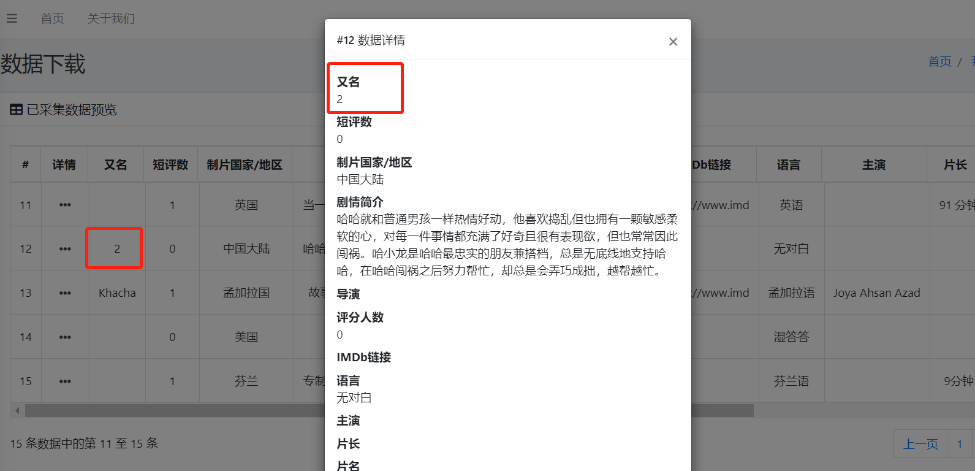 首页 关于我们
数据下载
首页 /
已采集数据预览
# 详情 又名 短评数 制片国家/地区 Db链接 语言 主演 片长
11 ••• 1 英国 当一 //www.imd 英语 91 分钟
12 ••• 2 0 中国大陆 哈哈 无对白
13 ••• Khacha 1 孟加拉国 故事 //www.imd 孟加拉语 Joya Ahsan Azad
14 ••• 0 美国 湿答答
15 ••• 1 芬兰 专制 芬兰语 9分钟
15 条数据中的第 11 至 15 条
上一页 1
#12 数据详情 ×
又名
2
短评数
0
制片国家/地区
中国大陆
剧情简介
哈哈就和普通男孩一样热情好动，他喜欢捣乱但也拥有一颗敏感柔
软的心，对每一件事情都充满了好奇且很有表现欲，但也常常因此
闯祸。哈小龙是哈哈最忠实的朋友兼搭档，总是无底线地支持哈
哈，在哈哈闯祸之后努力帮忙，却总是会弄巧成拙，越帮越忙。
导演
评分人数
0
IMDb链接
语言
无对白
主演
片长
片名